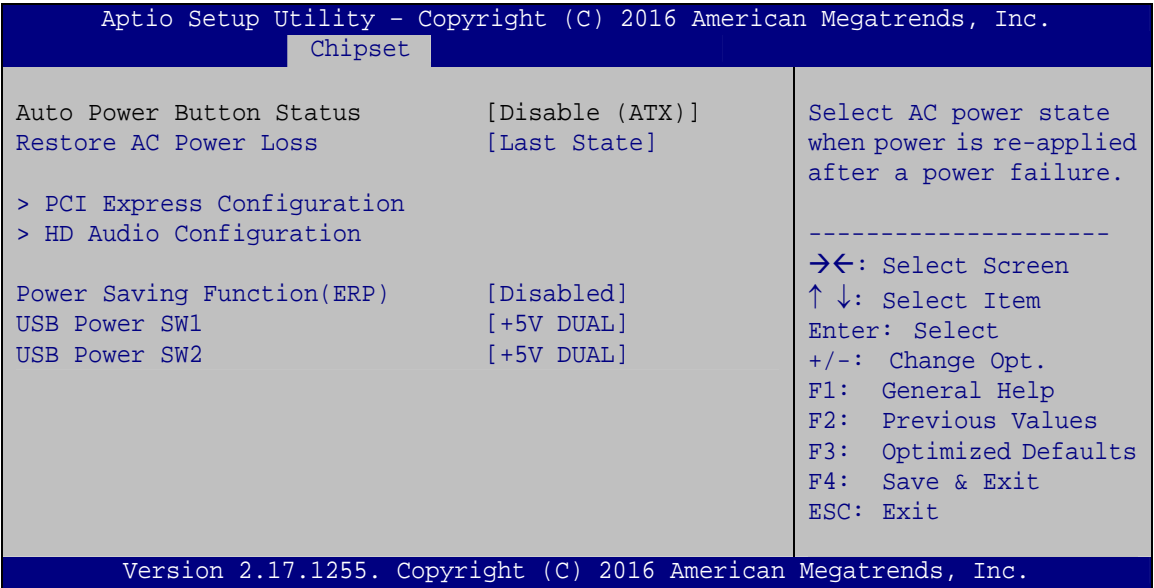 Aptio Setup Utility – Copyright (C) 2016 American Megatrends, Inc.
Chipset
Auto Power Button Status [Disable (ATX)]
Restore AC Power Loss [Last State]
> PCI Express Configuration
> HD Audio Configuration
Power Saving Function(ERP) [Disabled]
USB Power SW1 [+5V DUAL]
USB Power SW2 [+5V DUAL]
Select AC power state
when power is re-applied
after a power failure.
---------------------
→←: Select Screen
↑ ↓: Select Item
Enter: Select
+/-: Change Opt.
F1: General Help
F2: Previous Values
F3: Optimized Defaults
F4: Save & Exit
ESC: Exit
Version 2.17.1255. Copyright (C) 2016 American Megatrends, Inc.